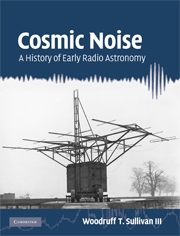 Cosmic Noise
A History of Early Radio Astronomy
CAMBRIDGE
Woodruff T. Sullivan III